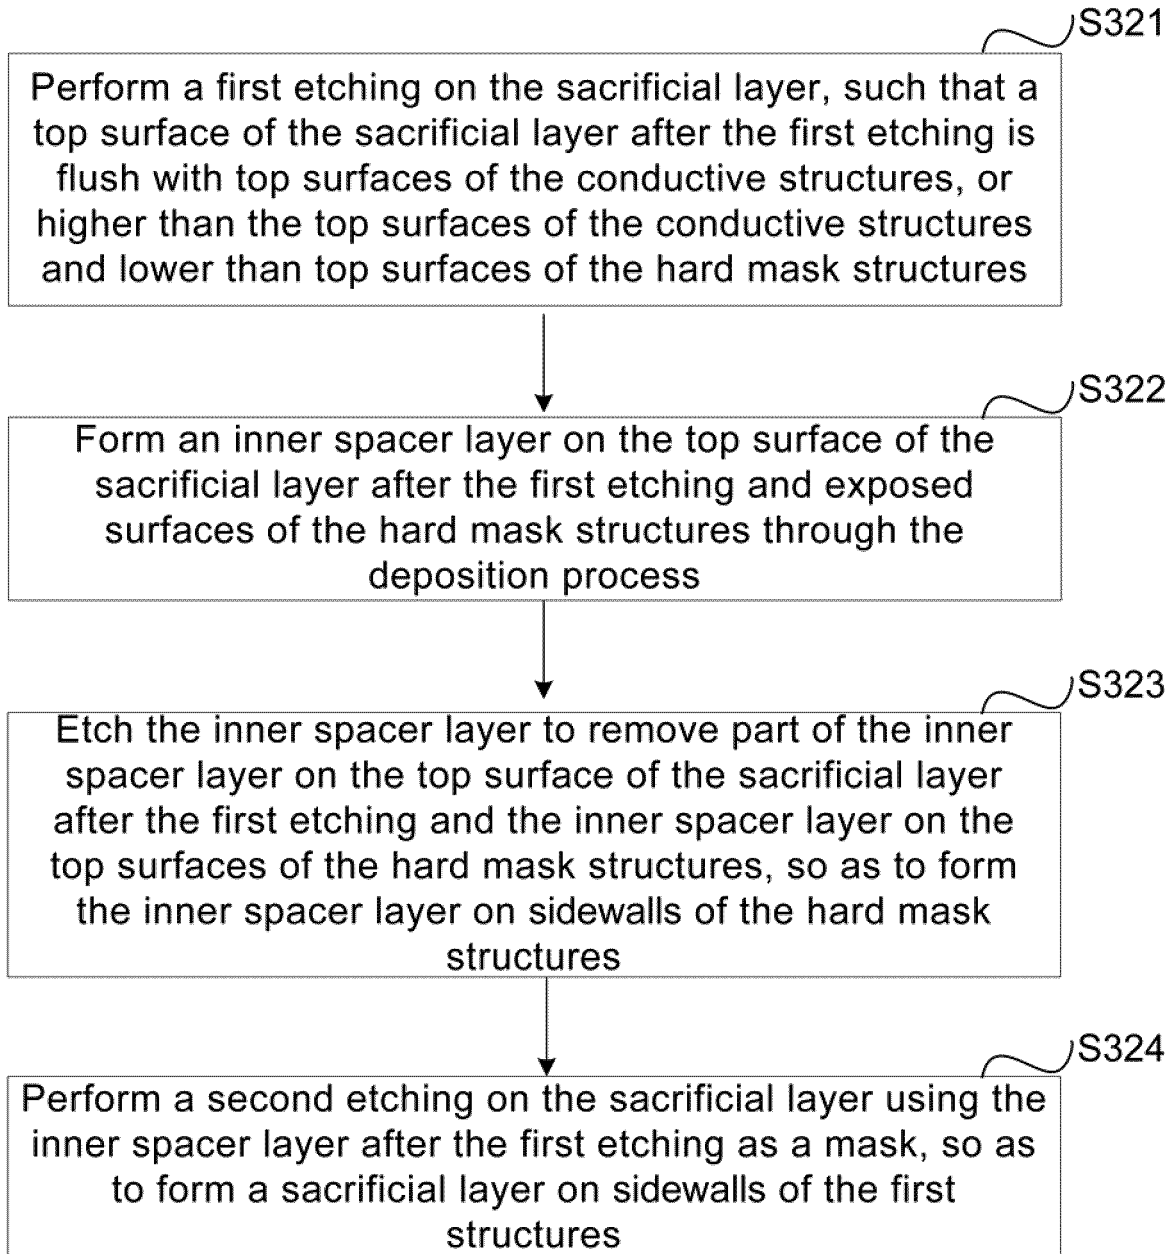 S321
Perform a first etching on the sacrificial layer, such that a
top surface of the sacrificial layer after the first etching is
flush with top surfaces of the conductive structures, or
higher than the top surfaces of the conductive structures
and lower than top surfaces of the hard mask structures
S322
Form an inner spacer layer on the top surface of the
sacrificial layer after the first etching and exposed
surfaces of the hard mask structures through the
deposition process
S323
Etch the inner spacer layer to remove part of the inner
spacer layer on the top surface of the sacrificial layer
after the first etching and the inner spacer layer on the
top surfaces of the hard mask structures, so as to form
the inner spacer layer on sidewalls of the hard mask
structures
S324
Perform a second etching on the sacrificial layer using the
inner spacer layer after the first etching as a mask, so as
to form a sacrificial layer on sidewalls of the first
structures